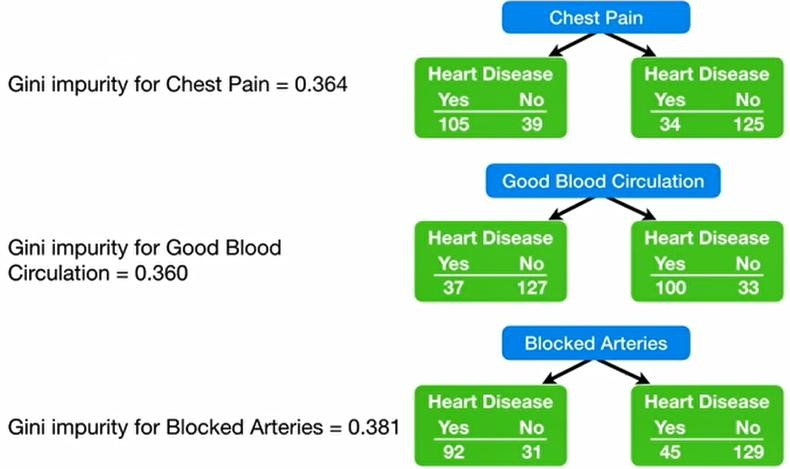 Chest Pain
Gini impurity for Chest Pain = 0.364
Heart Disease
Yes No
105 39
Heart Disease
Yes No
34 125
Good Blood Circulation
Gini impurity for Good Blood
Circulation = 0.360
Heart Disease
Yes No
37 127
Heart Disease
Yes No
100 33
Blocked Arteries
Gini impurity for Blocked Arteries = 0.381
Heart Disease
Yes No
92 31
Heart Disease
Yes No
45 129